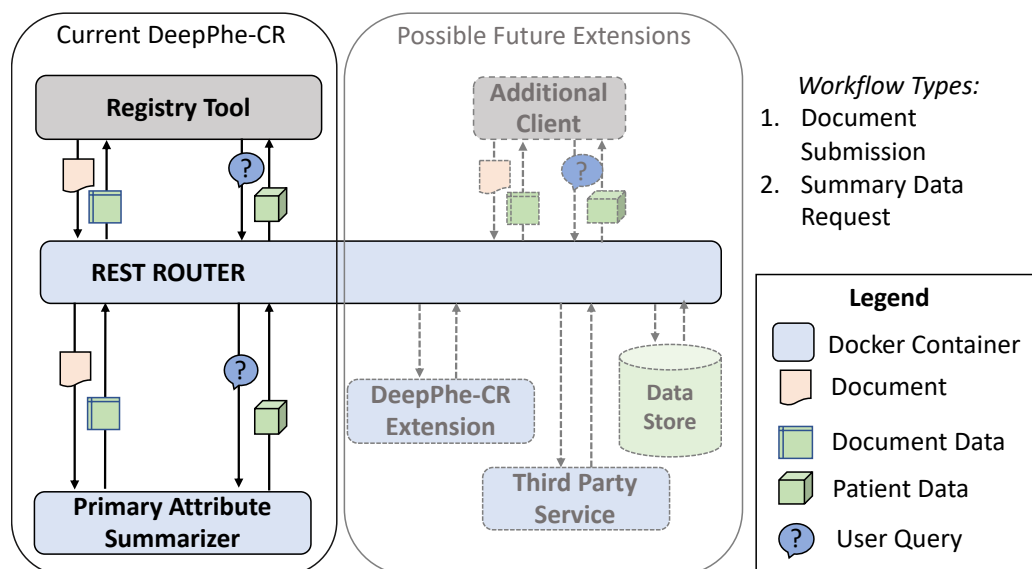 Current DeepPhe-CR
Possible Future Extensions
Registry Tool
Additional
Client
Workflow Types:
1. Document
Submission
2. Summary Data
Request
?
?
REST ROUTER
?
DeepPhe-CR
Extension
Data
Store
Third Party
Service
Primary Attribute
Summarizer
Legend
Docker Container
Document
Document Data
Patient Data
? User Query